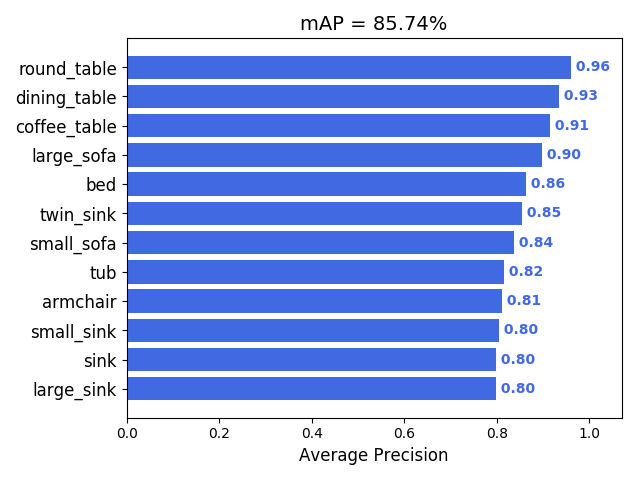 mAP = 85.74%
round_table 0.96
dining_table 0.93
coffee_table 0.91
large_sofa 0.90
bed 0.86
twin_sink 0.85
small_sofa 0.84
tub 0.82
armchair 0.81
small_sink 0.80
sink 0.80
large_sink 0.80
0.0 0.2 0.4 0.6 0.8 1.0
Average Precision